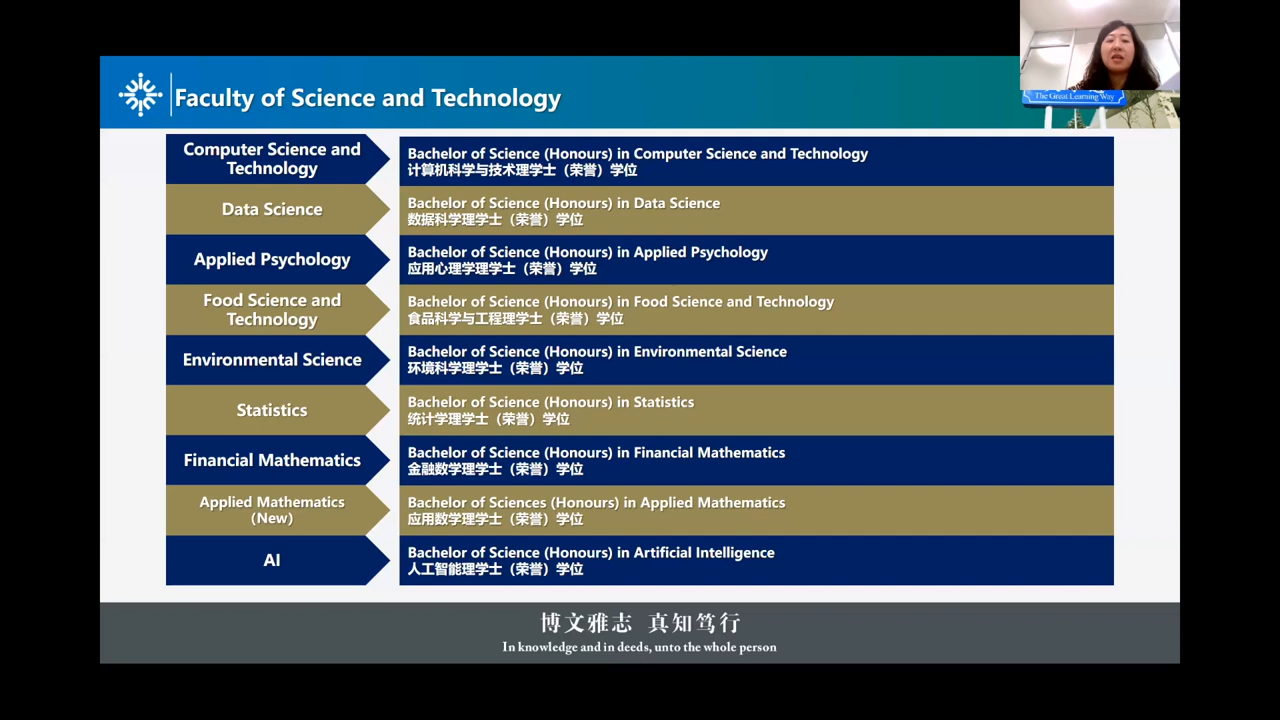 The Great Learning Way
Faculty of Science and Technology
Computer Science and
Technology
Bachelor of Science (Honours) in Computer Science and Technology
计算机科学与技术理学士（荣誉）学位
Data Science
Bachelor of Science (Honours) in Data Science
数据科学理学士（荣誉）学位
Applied Psychology
Bachelor of Science (Honours) in Applied Psychology
应用心理学理学士（荣誉）学位
Food Science and
Technology
Bachelor of Science (Honours) in Food Science and Technology
食品科学与工程理学士（荣誉）学位
Environmental Science
Bachelor of Science (Honours) in Environmental Science
环境科学理学士（荣誉）学位
Statistics
Bachelor of Science (Honours) in Statistics
统计学理学士（荣誉）学位
Financial Mathematics
Bachelor of Science (Honours) in Financial Mathematics
金融数学理学士（荣誉）学位
Applied Mathematics
（New）
Bachelor of Sciences (Honours) in Applied Mathematics
应用数学理学士（荣誉）学位
AI
Bachelor of Science (Honours) in Artificial Intelligence
人工智能理学士（荣誉）学位
博文雅志 真知笃行
In knowledge and in deeds, unto the whole person